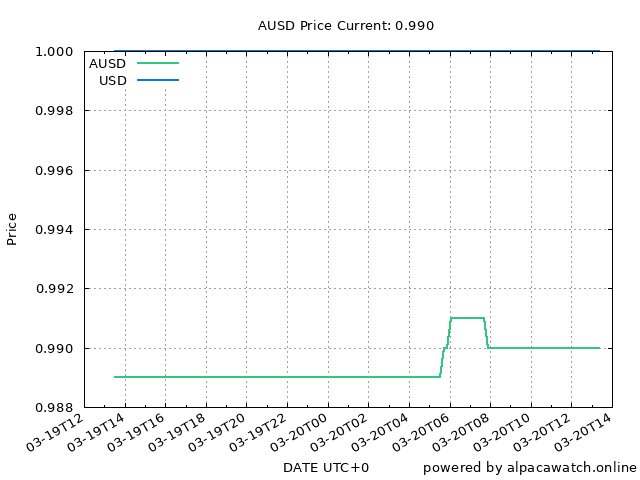 AUSD Price Current: 0.990
1.000
AUSD
USD
0.998
0.996
0.994
0.992
0.990
0.988
Price
03-19T12
03-19T14
03-19T16
03-19T18
03-19T20
03-19T22
03-20T00
03-20T02
03-20T04
03-20T06
03-20T08
03-20T10
03-20T12
03-20T14
DATE UTC+0
powered by alpacawatch.online